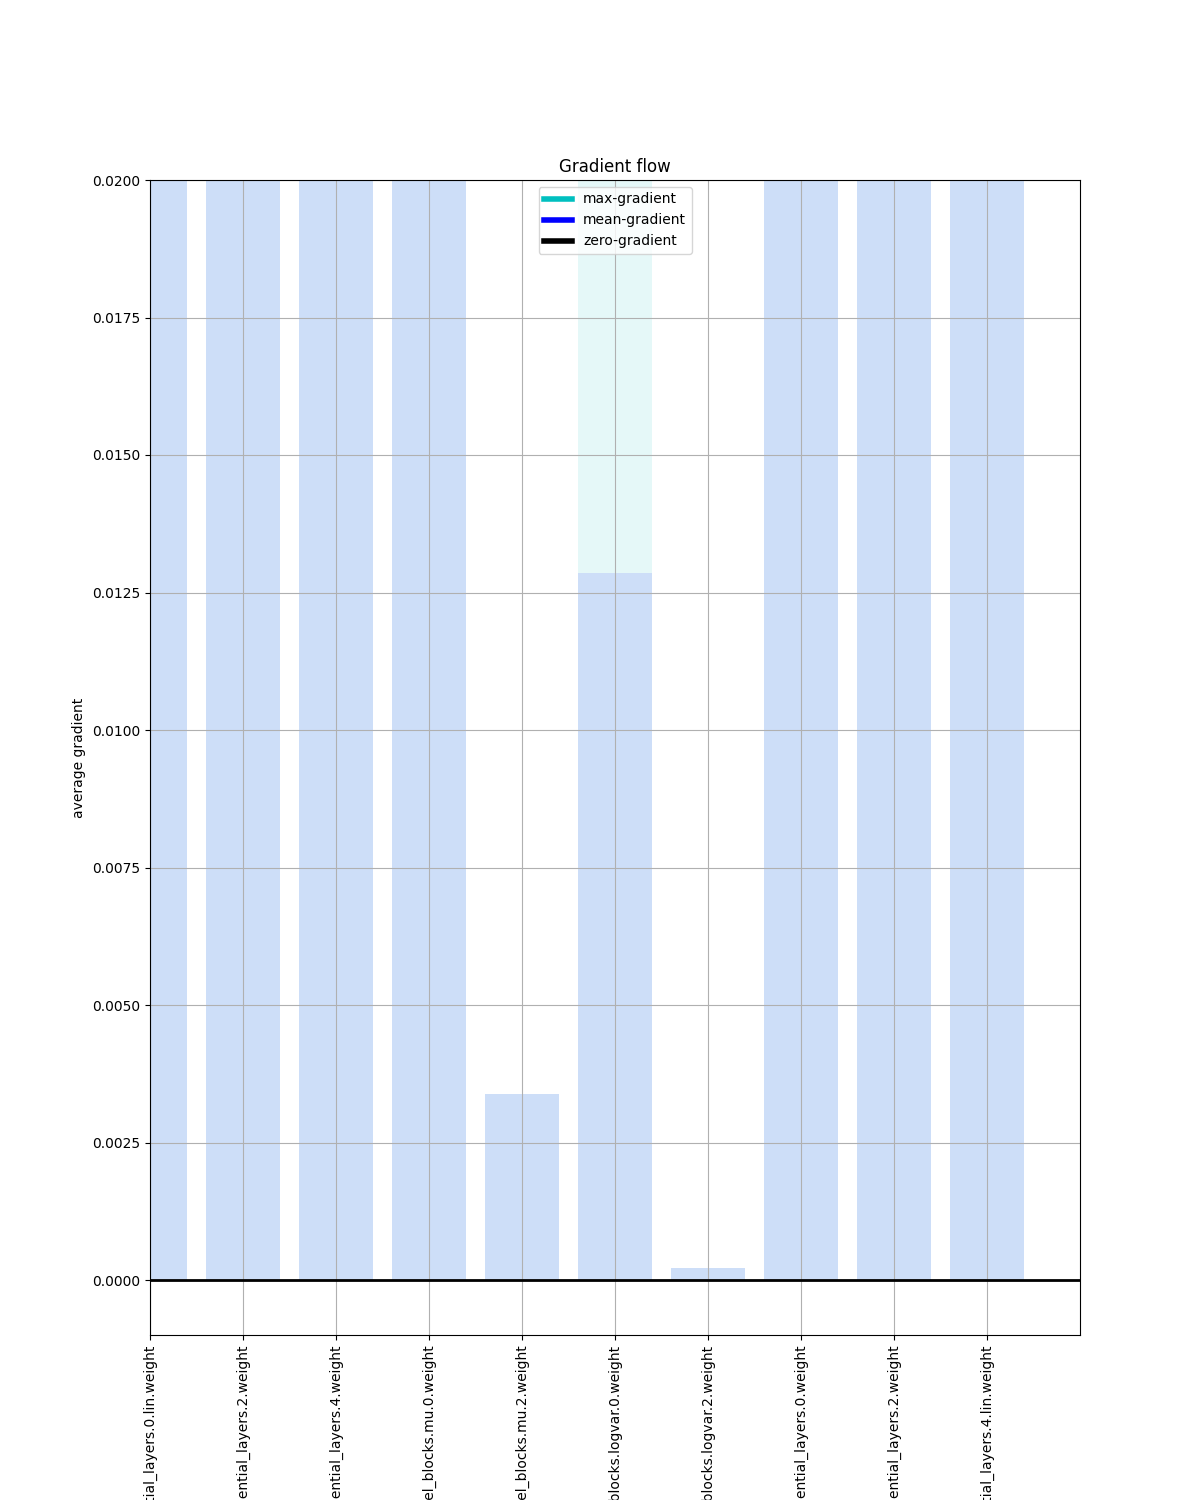 Gradient flow
max-gradient
mean-gradient
zero-gradient
0.0200
0.0175
0.0150
0.0125
0.0100
0.0075
0.0050
0.0025
0.0000
average gradient
tial_layers.0.lin.weight
ential_layers.2.weight
ential_layers.4.weight
el_blocks.mu.0.weight
el_blocks.mu.2.weight
blocks.logvar.0.weight
blocks.logvar.2.weight
ential_layers.0.weight
ential_layers.2.weight
tial_layers.4.lin.weight